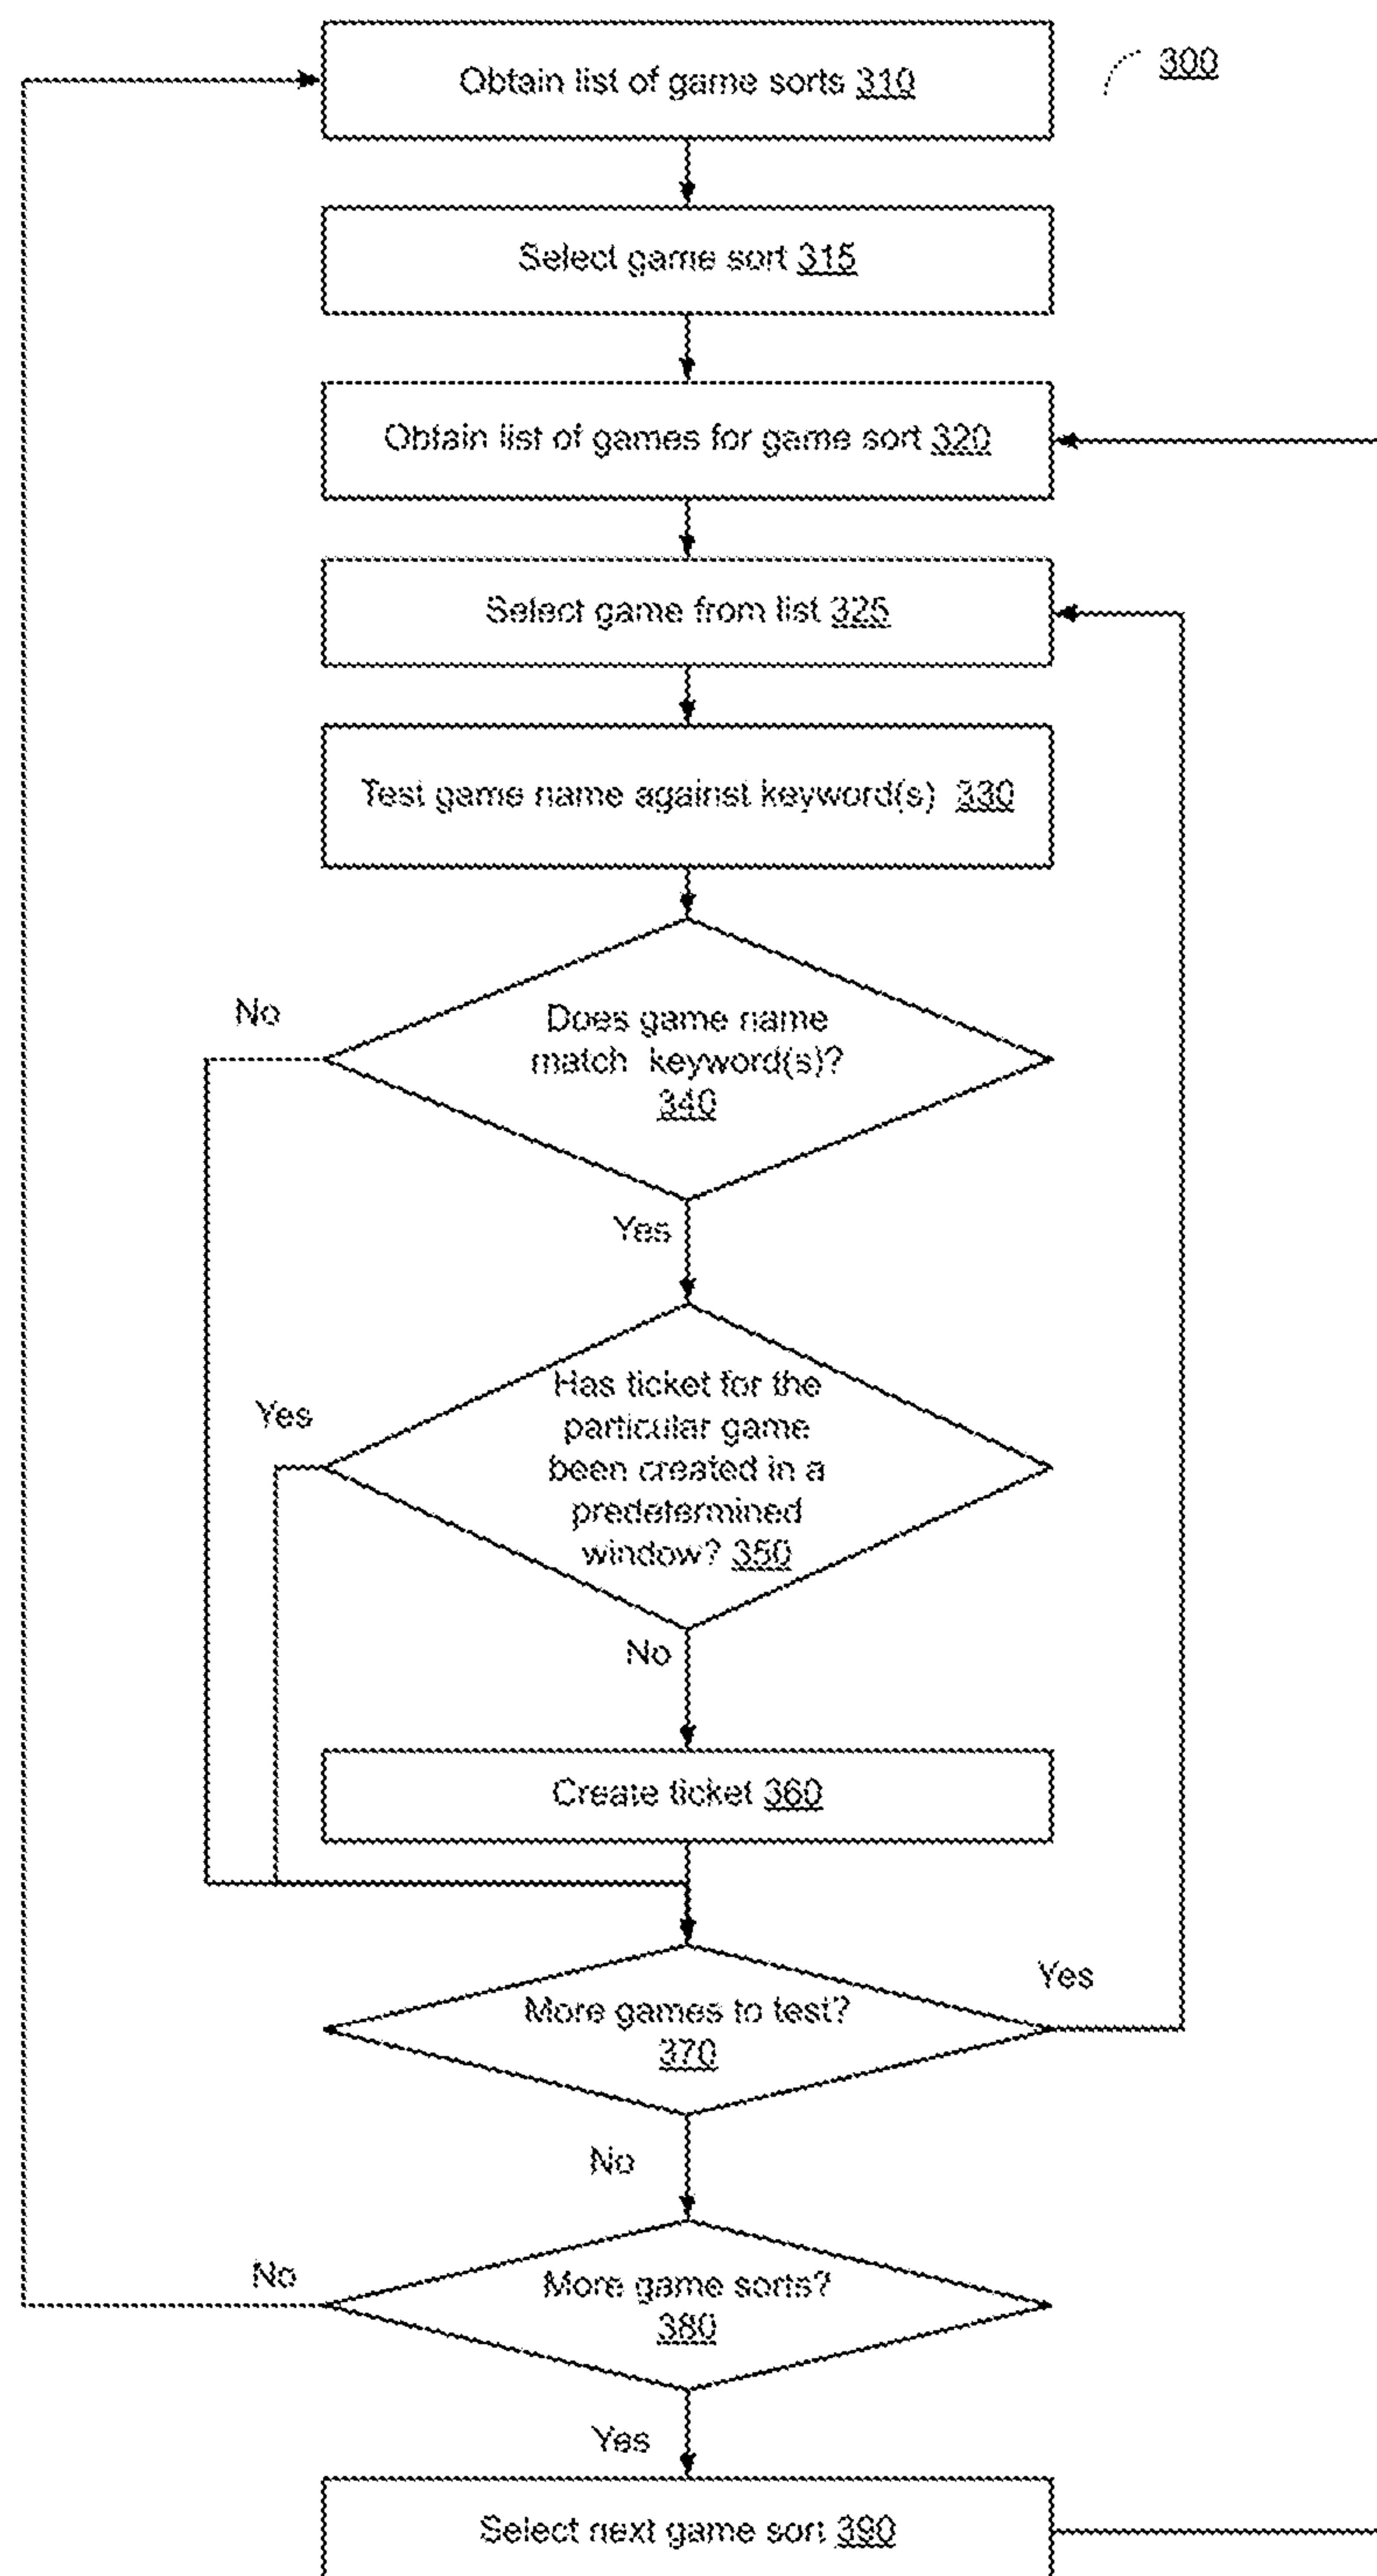 Obtain list of game sorts 310
300
Select game sort 315
Obtain list of games for game sort 320
Select game from list 325
Test game name against keyword(s) 330
No
Does game name
match keyword(s)?
340
Yes
Yes
Has ticket for the
particular game
been created in a
predetermined
window? 350
No
Create ticket 360
Yes
More games to test?
370
No
No
More game sorts?
380
Yes
Select next game sort 390